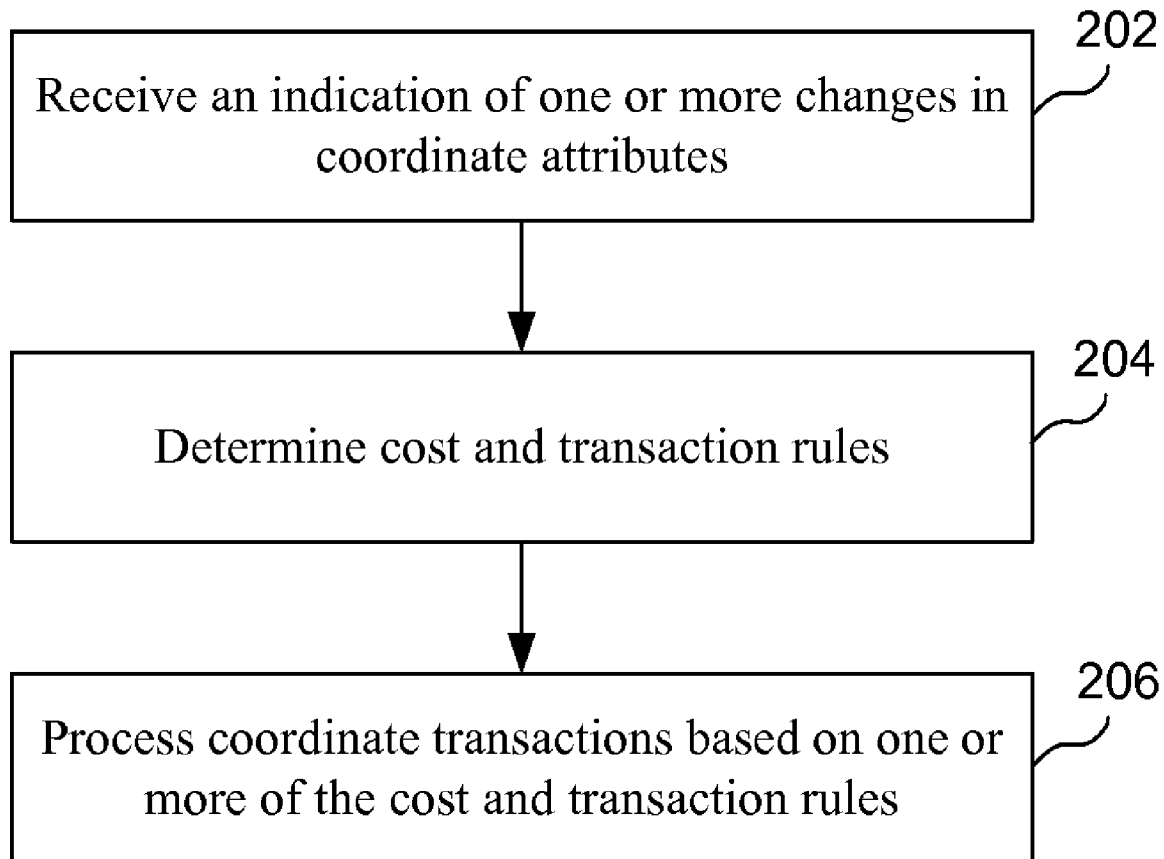 202
Receive an indication of one or more changes in
coordinate attributes
204
Determine cost and transaction rules
206
Process coordinate transactions based on one or
more of the cost and transaction rules